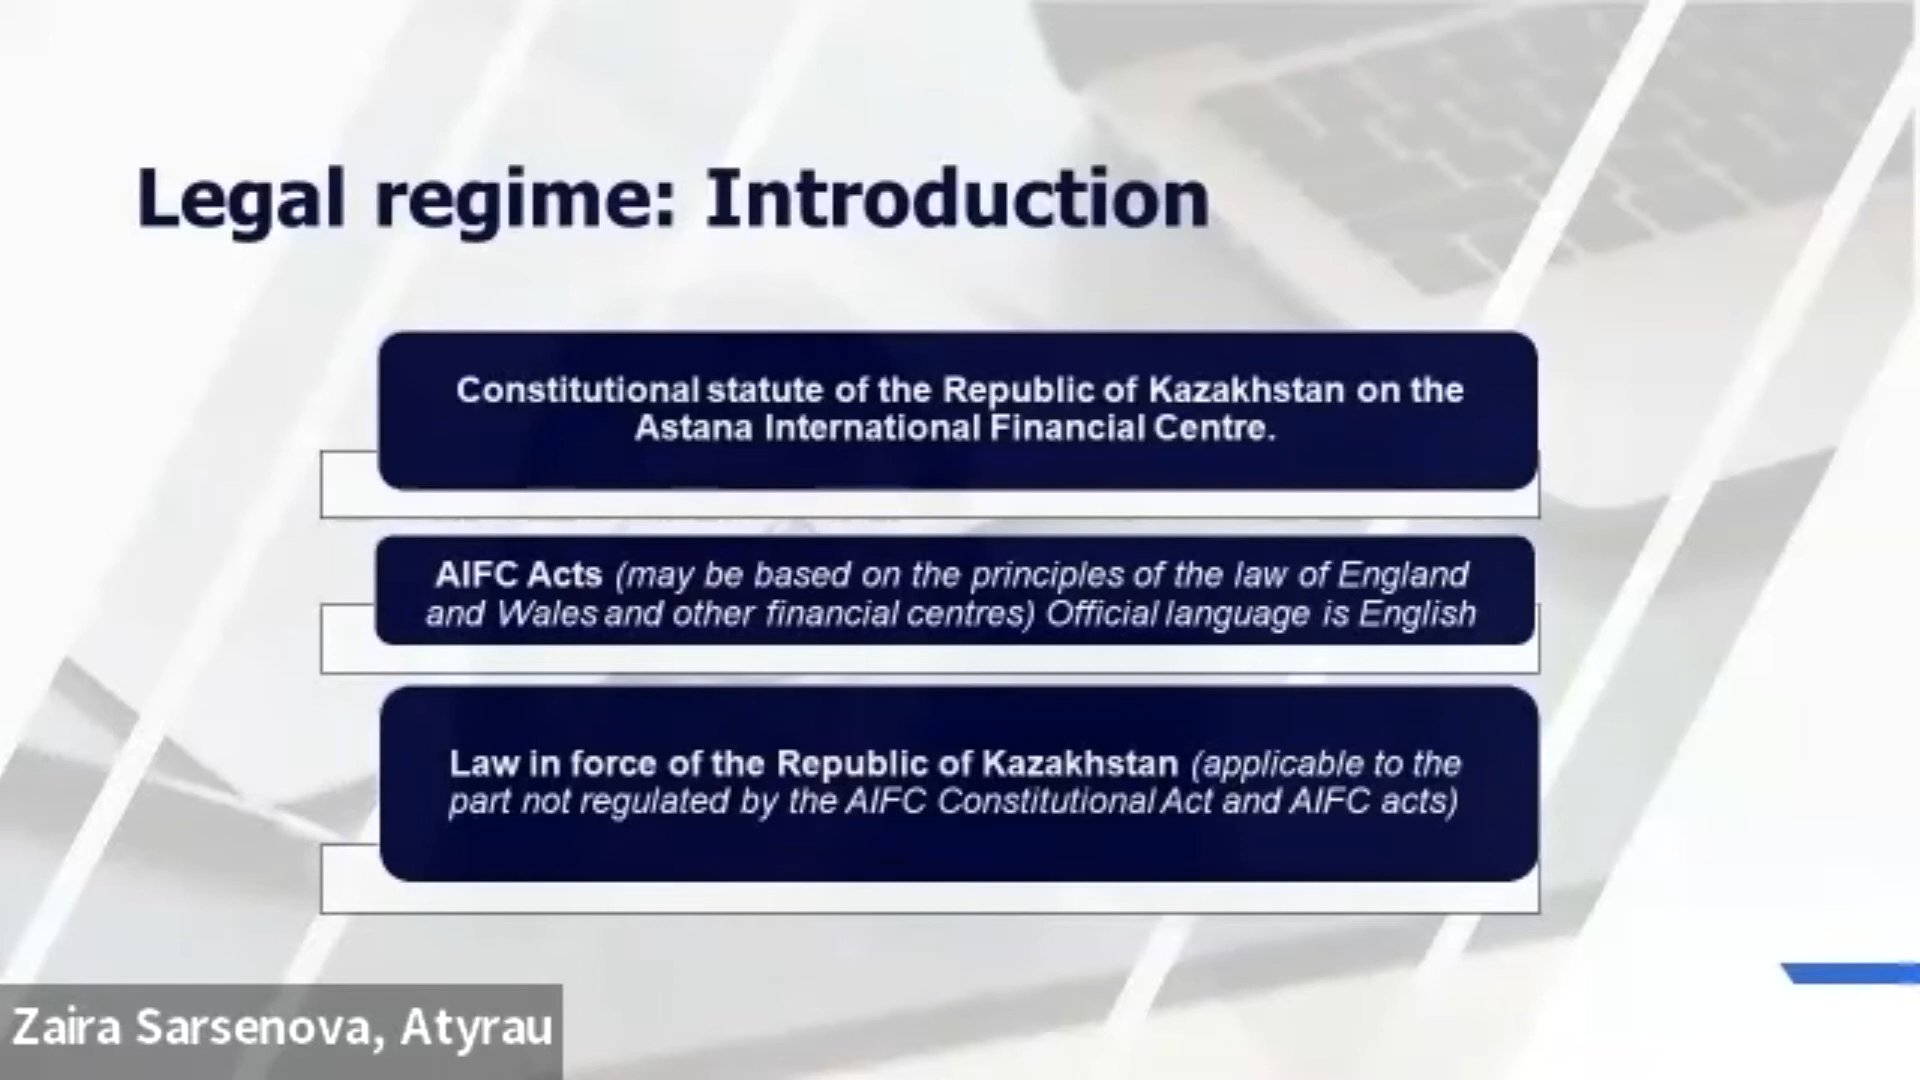 Legal regime: Introduction
Constitutional statute of the Republic of Kazakhstan on the
Astana International Financial Centre.
AIFC Acts (may be based on the principles of the law of England
and Wales and other financial centres) Official language is English
Law in force of the Republic of Kazakhstan (applicable to the
part not regulated by the AIFC Constitutional Act and AIFC acts)
Zaira Sarsenova, Atyrau